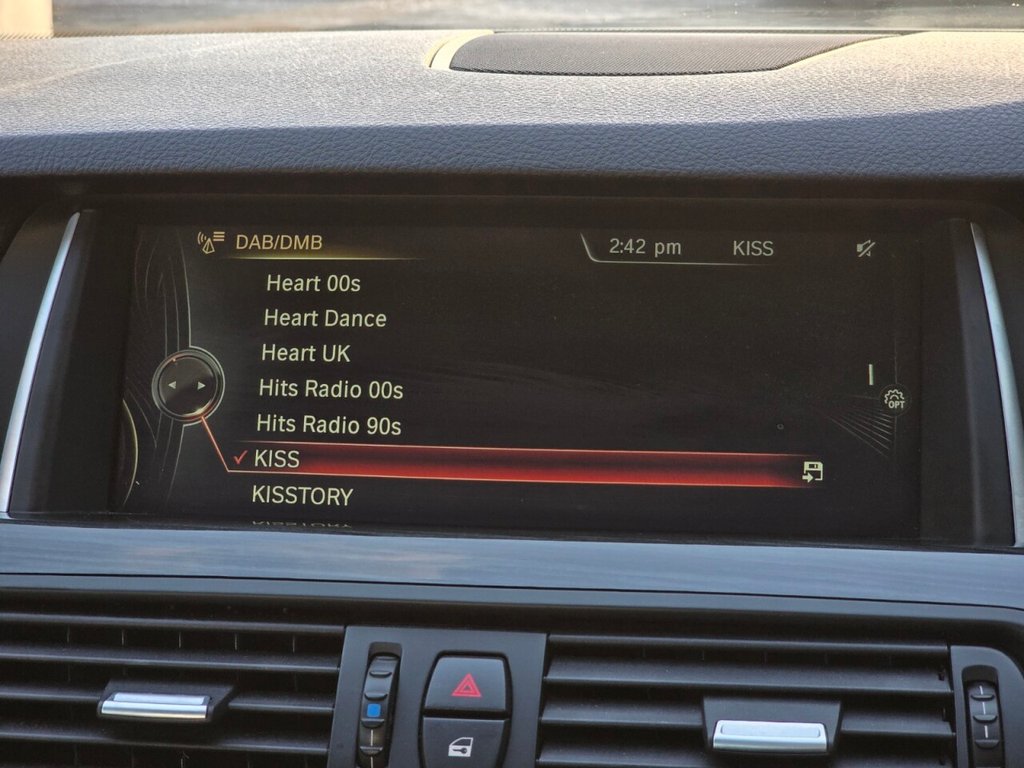 DAB/DMB 2:42 pm KISS
Heart 00s
Heart Dance
Heart UK
Hits Radio 00s
OPT
Hits Radio 90s
KISS
KISSTORY